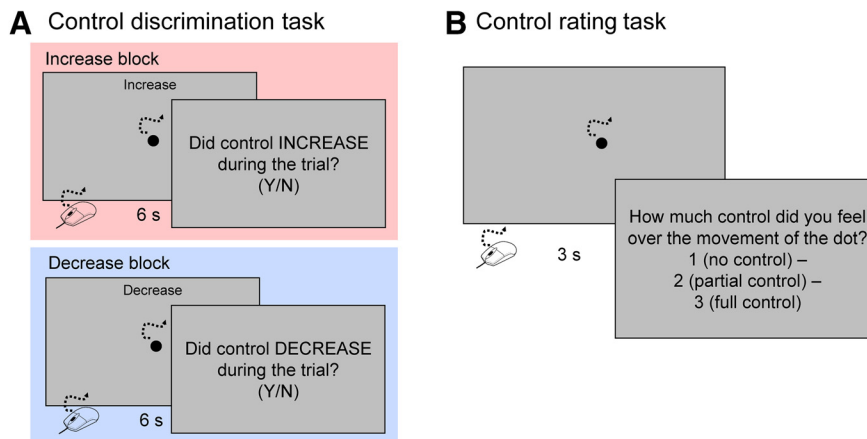 A Control discrimination task
Increase block
Increase
Did control INCREASE
during the trial?
(Y/N)
6 s
Decrease block
Decrease
Did control DECREASE
during the trial?
(Y/N)
6 s
B Control rating task
3 s
How much control did you feel
over the movement of the dot?
1 (no control) –
2 (partial control) –
3 (full control)